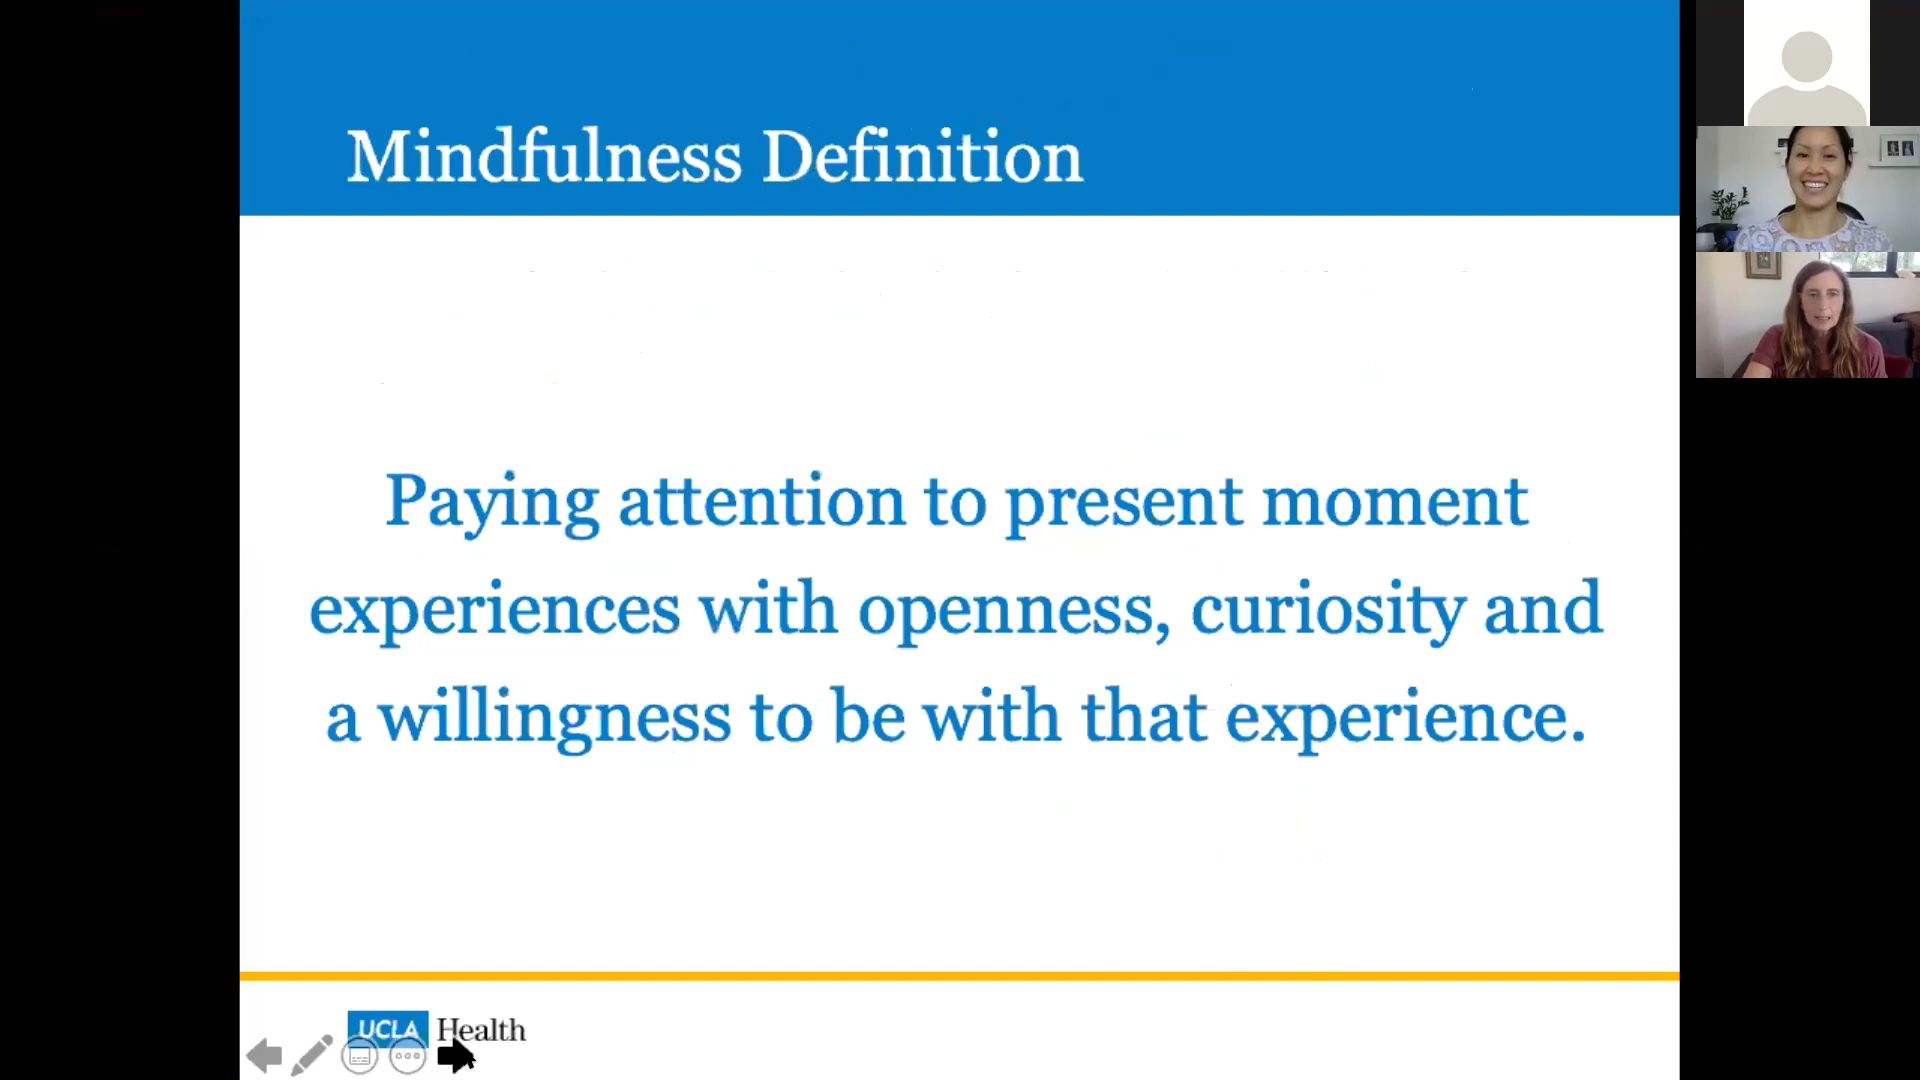 Mindfulness Definition
Paying attention to present moment
experiences with openness, curiosity and
a willingness to be with that experience.
UCLA Health